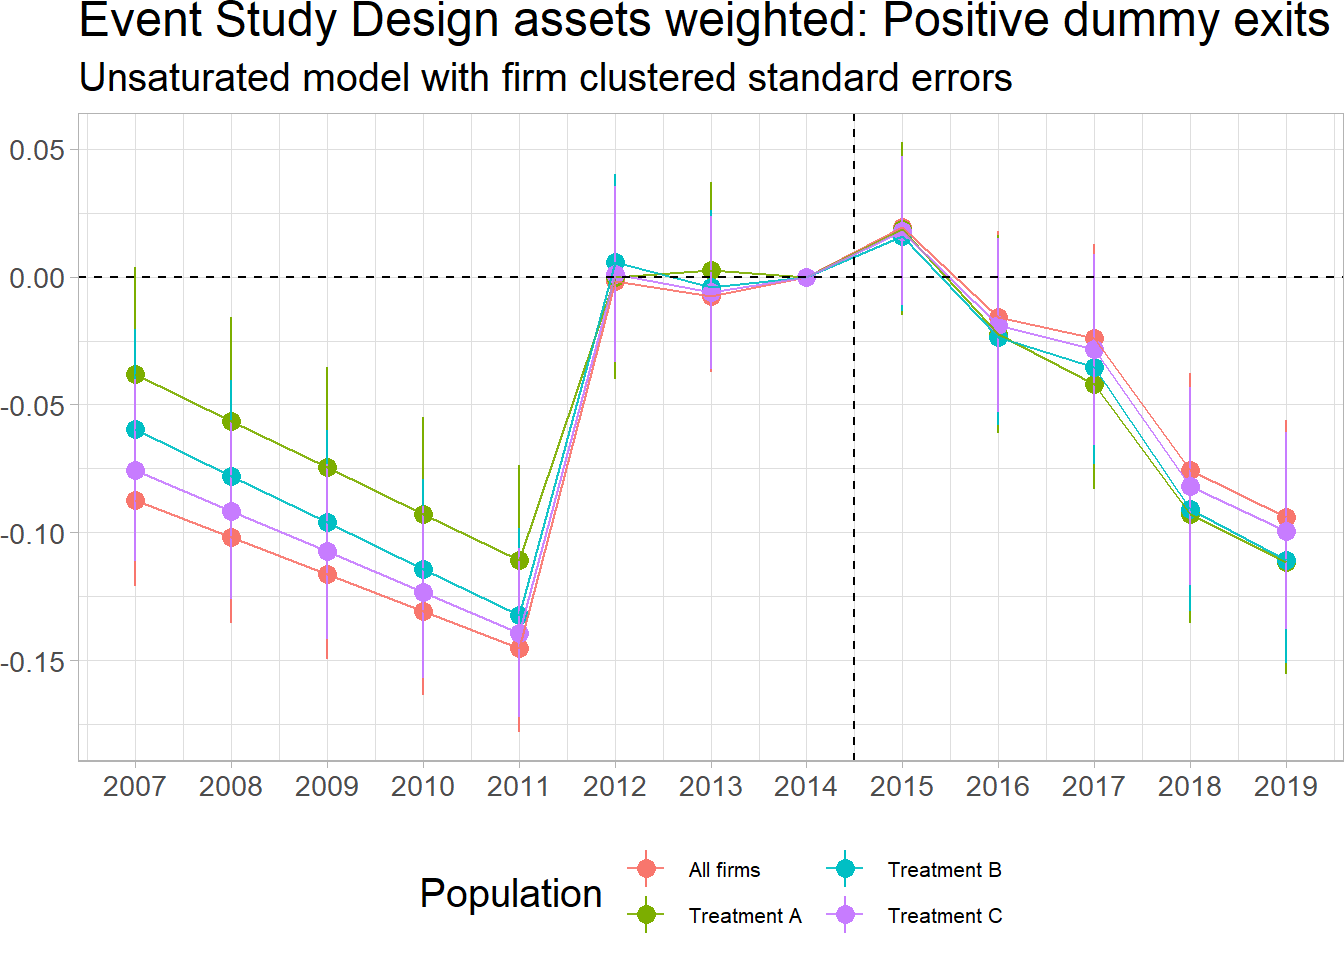 Event Study Design assets weighted: Positive dummy exits
Unsaturated model with firm clustered standard errors
0.05
0.00
-0.05
-0.10
-0.15
2007 2008 2009 2010 2011 2012 2013 2014 2015 2016 2017 2018 2019
Population
All firms
Treatment A
Treatment B
Treatment C